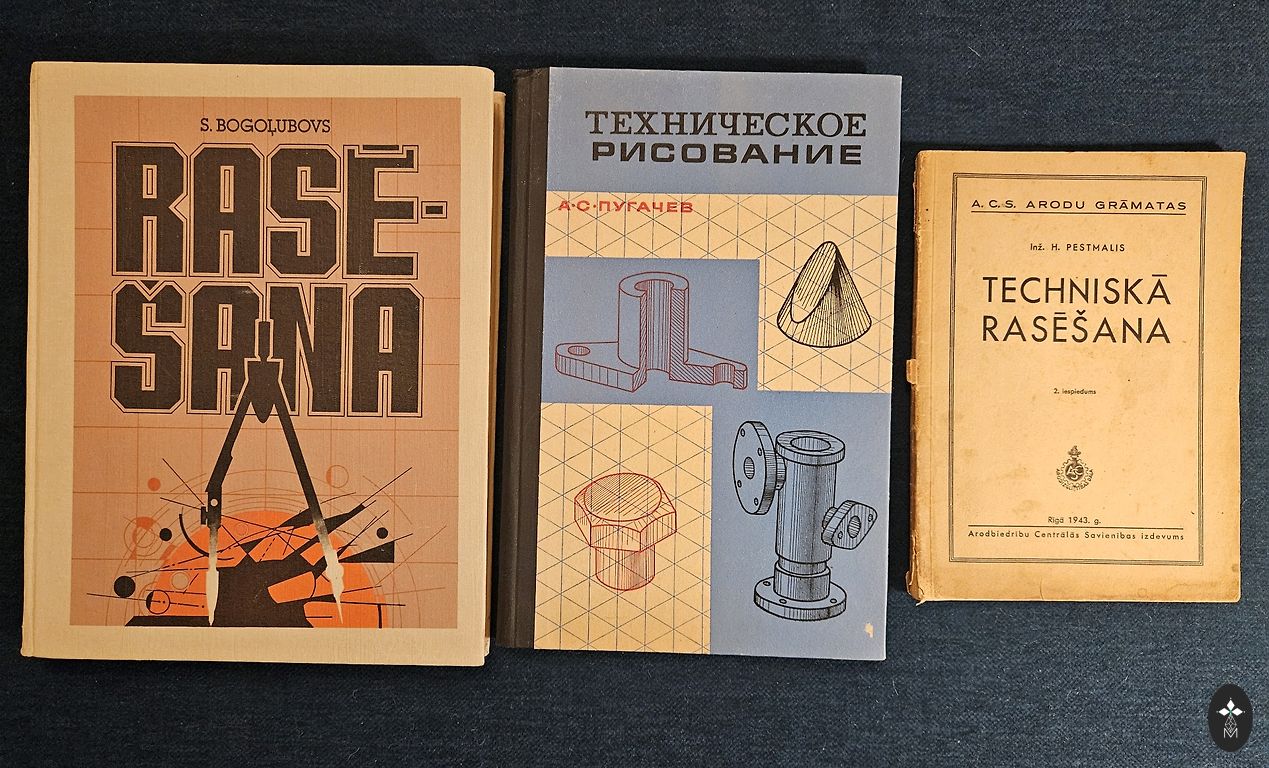 S. BOGOĻUBOVS
RASĒ-
ŠANA
ТЕХНИЧЕСКОЕ
РИСОВАНИЕ
А·С·ПУГАЧЕВ
A. C. S. ARODU GRĀMATAS
Inž. H. PESTMALIS
TECHNISKĀ
RASĒŠANA
2. iespiedums
Rīgā 1943. g.
Arodbiedrību Centrālās Savienības izdevums